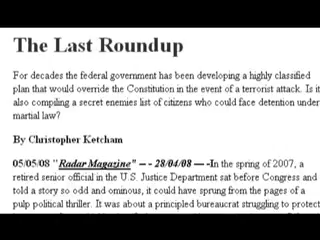 The Last Roundup
For decades the federal government has been developing a highly classified
plan that would override the Constitution in the event of a terrorist attack. Is it
also compiling a secret enemies list of citizens who could face detention under
martial law?
By Christopher Ketcham
05/05/08 "Radar Magazine" -- - 28/04/08 — -In the spring of 2007, a
retired senior official in the U.S. Justice Department sat before Congress and
told a story so odd and ominous, it could have sprung from the pages of a
pulp political thriller. It was about a principled bureaucrat struggling to protect